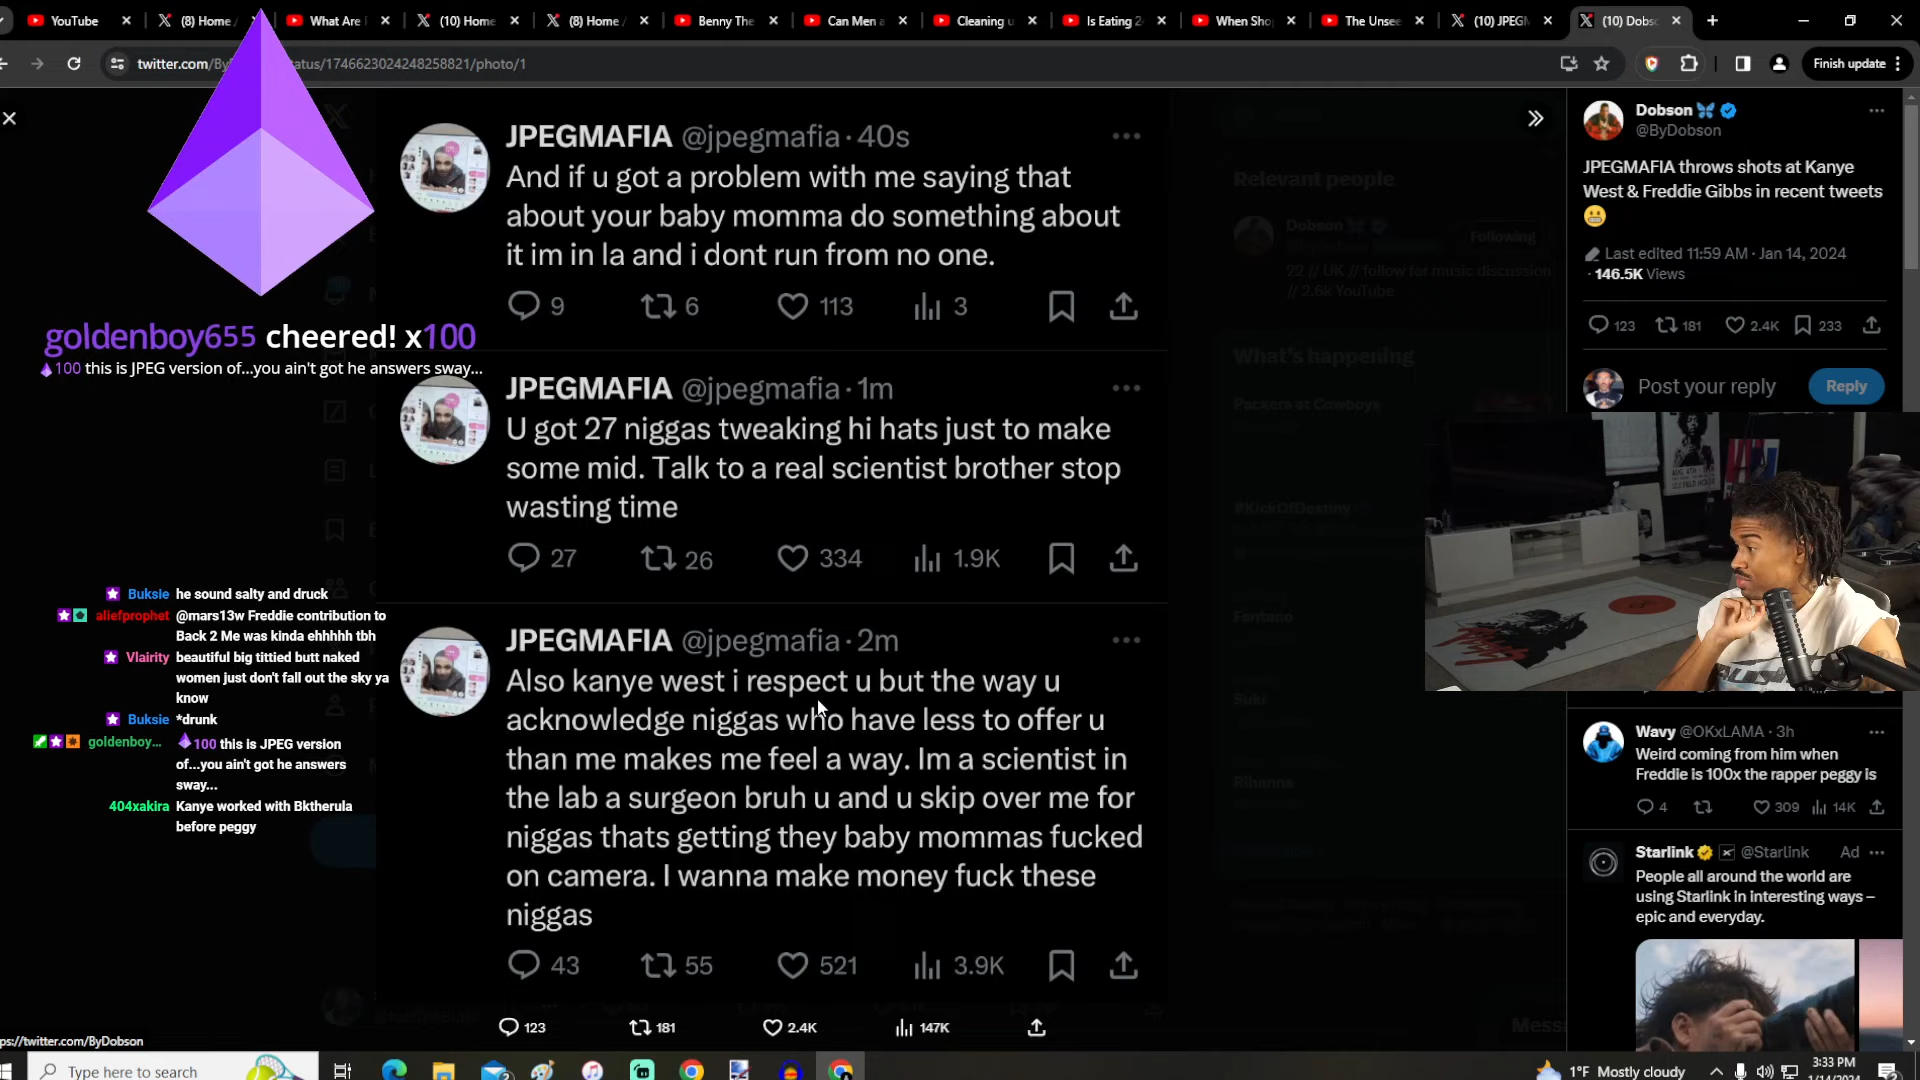 YouTube
(8) Home /
What Are
(10) Home
(8) Home /
Benny The
Can Men a
Cleaning u
Is Eating 2
When Sho
The Unsee
(10) JPEGM
(10) Dobso
twitter.com/By
atus/1746623024248258821/photo/1
Finish update
JPEGMAFIA @jpegmafia · 40s
And if u got a problem with me saying that
about your baby momma do something about
it im in la and i dont run from no one.
9 6 113 3
goldenboy655 cheered! x100
100 this is JPEG version of...you ain't got he answers sway...
JPEGMAFIA @jpegmafia · 1m
U got 27 niggas tweaking hi hats just to make
some mid. Talk to a real scientist brother stop
wasting time
27 26 334 1.9K
JPEGMAFIA @jpegmafia · 2m
Also kanye west i respect u but the way u
acknowledge niggas who have less to offer u
than me makes me feel a way. Im a scientist in
the lab a surgeon bruh u and u skip over me for
niggas thats getting they baby mommas fucked
on camera. I wanna make money fuck these
niggas
43 55 521 3.9K
123 181 2.4K 147K
Buksie he sound salty and druck
aliefprophet @mars13w Freddie contribution to
Back 2 Me was kinda ehhhhh tbh
Vlairity beautiful big tittied butt naked
women just don't fall out the sky ya
know
Buksie *drunk
goldenboy... 100 this is JPEG version
of...you ain't got he answers
sway...
404xakira Kanye worked with Bktherula
before peggy
Relevant people
Dobson
Following
22 // UK // follow for music discussion
// 2.6k YouTube
What's happening
Packers at Cowboys
#KickOfDestiny
Fantano
Suki
Rihanna
Dobson
@ByDobson
JPEGMAFIA throws shots at Kanye
West & Freddie Gibbs in recent tweets
Last edited 11:59 AM · Jan 14, 2024
· 146.5K Views
123 181 2.4K 233
Post your reply
Reply
Wavy @OKxLAMA · 3h
Weird coming from him when
Freddie is 100x the rapper peggy is
4 309 14K
Starlink @Starlink Ad
People all around the world are
using Starlink in interesting ways –
epic and everyday.
Mess
ps://twitter.com/ByDobson
Type here to search
1°F Mostly cloudy
3:33 PM
1/14/2024